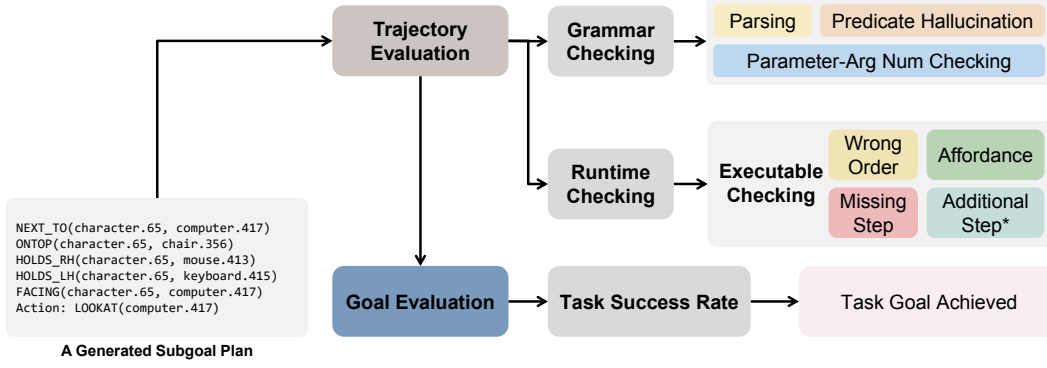 Trajectory
Evaluation
Grammar
Checking
Parsing
Predicate Hallucination
Parameter-Arg Num Checking
Runtime
Checking
Executable
Checking
Wrong
Order
Affordance
Missing
Step
Additional
Step*
NEXT_TO(character.65, computer.417)
ONTOP(character.65, chair.356)
HOLDS_RH(character.65, mouse.413)
HOLDS_LH(character.65, keyboard.415)
FACING(character.65, computer.417)
Action: LOOKAT(computer.417)
A Generated Subgoal Plan
Goal Evaluation
Task Success Rate
Task Goal Achieved